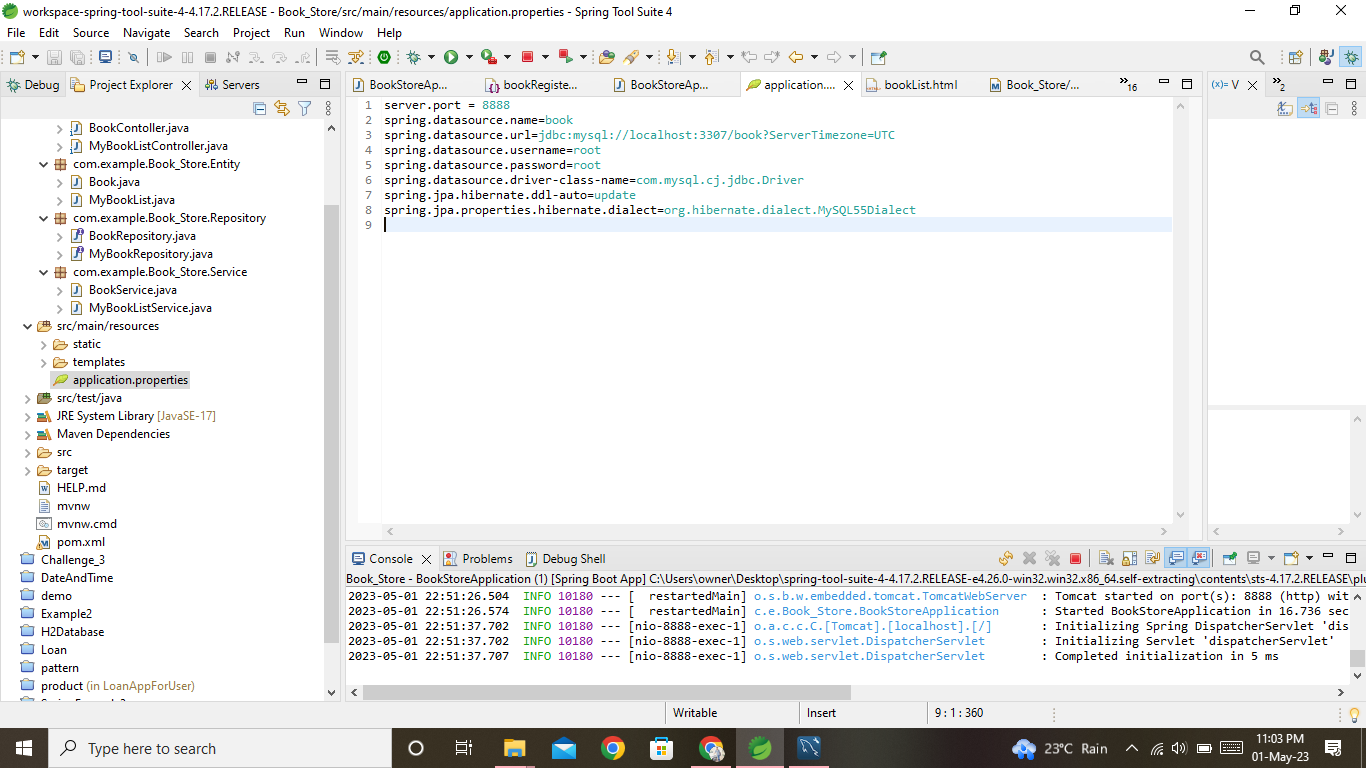 workspace-spring-tool-suite-4-4.17.2.RELEASE - Book_Store/src/main/resources/application.properties - Spring Tool Suite 4
File Edit Source Navigate Search Project Run Window Help
Debug Project Explorer Servers
BookContoller.java
MyBookListController.java
com.example.Book_Store.Entity
Book.java
MyBookList.java
com.example.Book_Store.Repository
BookRepository.java
MyBookRepository.java
com.example.Book_Store.Service
BookService.java
MyBookListService.java
src/main/resources
static
templates
application.properties
src/test/java
JRE System Library [JavaSE-17]
Maven Dependencies
src
target
HELP.md
mvnw
mvnw.cmd
pom.xml
Challenge_3
DateAndTime
demo
Example2
H2Database
Loan
pattern
product (in LoanAppForUser)
BookStoreAp... bookRegiste... BookStoreAp... application.... bookList.html Book_Store/... »16
(x)= V »2
1 server.port = 8888
2 spring.datasource.name=book
3 spring.datasource.url=jdbc:mysql://localhost:3307/book?ServerTimezone=UTC
4 spring.datasource.username=root
5 spring.datasource.password=root
6 spring.datasource.driver-class-name=com.mysql.cj.jdbc.Driver
7 spring.jpa.hibernate.ddl-auto=update
8 spring.jpa.properties.hibernate.dialect=org.hibernate.dialect.MySQL55Dialect
9
Console Problems Debug Shell
Book_Store - BookStoreApplication (1) [Spring Boot App] C:\Users\owner\Desktop\spring-tool-suite-4-4.17.2.RELEASE-e4.26.0-win32.win32.x86_64.self-extracting\contents\sts-4.17.2.RELEASE\plu
2023-05-01 22:51:26.504 INFO 10180 --- [ restartedMain] o.s.b.w.embedded.tomcat.TomcatWebServer : Tomcat started on port(s): 8888 (http) wit
2023-05-01 22:51:26.574 INFO 10180 --- [ restartedMain] c.e.Book_Store.BookStoreApplication : Started BookStoreApplication in 16.736 sec
2023-05-01 22:51:37.702 INFO 10180 --- [nio-8888-exec-1] o.a.c.c.C.[Tomcat].[localhost].[/] : Initializing Spring DispatcherServlet 'dis
2023-05-01 22:51:37.702 INFO 10180 --- [nio-8888-exec-1] o.s.web.servlet.DispatcherServlet : Initializing Servlet 'dispatcherServlet'
2023-05-01 22:51:37.707 INFO 10180 --- [nio-8888-exec-1] o.s.web.servlet.DispatcherServlet : Completed initialization in 5 ms
Writable Insert 9 : 1 : 360
Type here to search
23°C Rain
11:03 PM
01-May-23